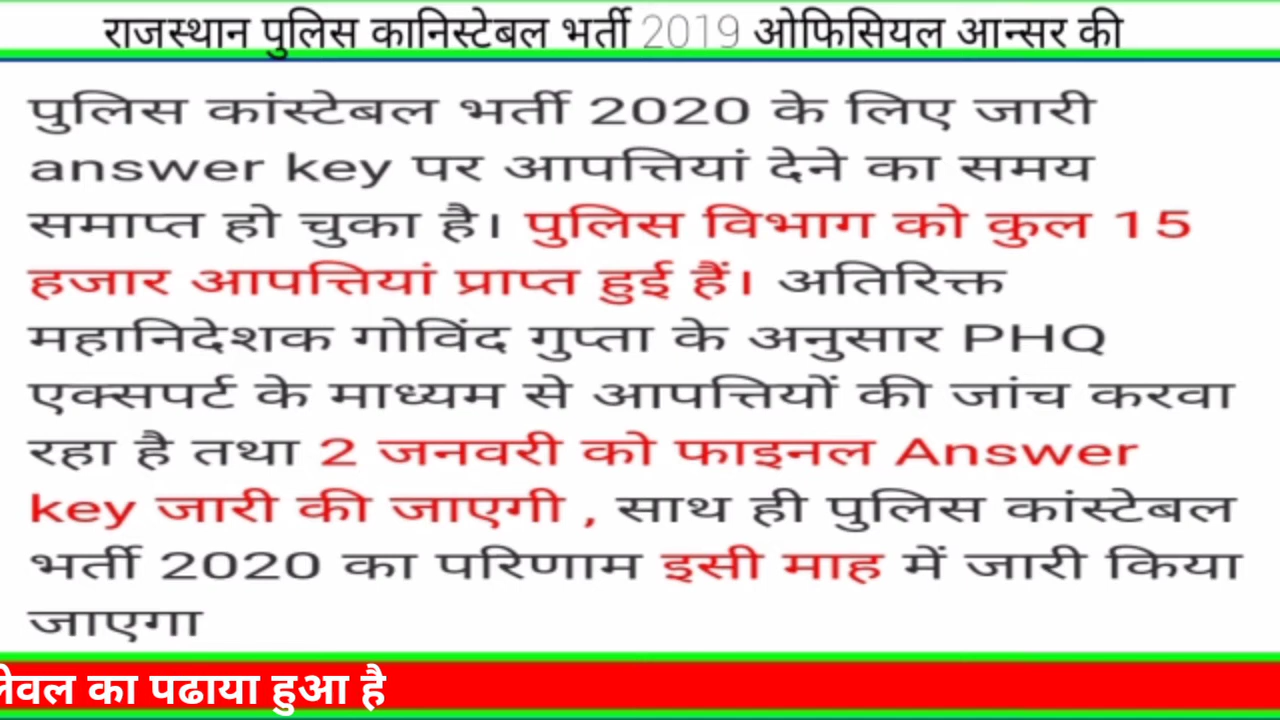 राजस्थान पुलिस कानिस्टेबल भर्ती 2019 ओफिसियल आन्सर की
पुलिस कांस्टेबल भर्ती 2020 के लिए जारी
answer key पर आपत्तियां देने का समय
समाप्त हो चुका है। पुलिस विभाग को कुल 15
हजार आपत्तियां प्राप्त हुई हैं। अतिरिक्त
महानिदेशक गोविंद गुप्ता के अनुसार PHQ
एक्सपर्ट के माध्यम से आपत्तियों की जांच करवा
रहा है तथा 2 जनवरी को फाइनल Answer
key जारी की जाएगी , साथ ही पुलिस कांस्टेबल
भर्ती 2020 का परिणाम इसी माह में जारी किया
जाएगा
का पढाया हुआ है